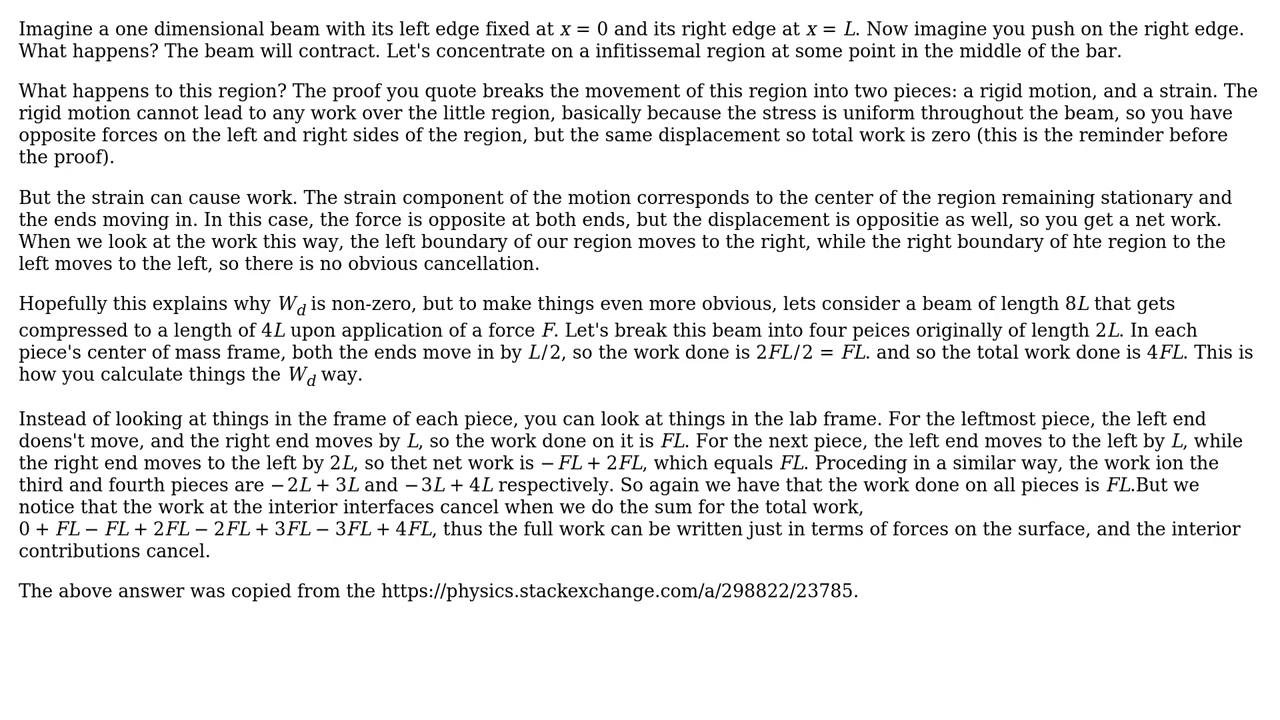 Imagine a one dimensional beam with its left edge fixed at x = 0 and its right edge at x = L. Now imagine you push on the right edge.
What happens? The beam will contract. Let's concentrate on a infitissemal region at some point in the middle of the bar.
What happens to this region? The proof you quote breaks the movement of this region into two pieces: a rigid motion, and a strain. The
rigid motion cannot lead to any work over the little region, basically because the stress is uniform throughout the beam, so you have
opposite forces on the left and right sides of the region, but the same displacement so total work is zero (this is the reminder before
the proof).
But the strain can cause work. The strain component of the motion corresponds to the center of the region remaining stationary and
the ends moving in. In this case, the force is opposite at both ends, but the displacement is oppositie as well, so you get a net work.
When we look at the work this way, the left boundary of our region moves to the right, while the right boundary of hte region to the
left moves to the left, so there is no obvious cancellation.
Hopefully this explains why W_d is non-zero, but to make things even more obvious, lets consider a beam of length 8L that gets
compressed to a length of 4L upon application of a force F. Let's break this beam into four peices originally of length 2L. In each
piece's center of mass frame, both the ends move in by L/2, so the work done is 2FL/2 = FL. and so the total work done is 4FL. This is
how you calculate things the W_d way.
Instead of looking at things in the frame of each piece, you can look at things in the lab frame. For the leftmost piece, the left end
doens't move, and the right end moves by L, so the work done on it is FL. For the next piece, the left end moves to the left by L, while
the right end moves to the left by 2L, so thet net work is − FL + 2FL, which equals FL. Proceding in a similar way, the work ion the
third and fourth pieces are − 2L + 3L and − 3L + 4L respectively. So again we have that the work done on all pieces is FL.But we
notice that the work at the interior interfaces cancel when we do the sum for the total work,
0 + FL − FL + 2FL − 2FL + 3FL − 3FL + 4FL, thus the full work can be written just in terms of forces on the surface, and the interior
contributions cancel.
The above answer was copied from the https://physics.stackexchange.com/a/298822/23785.